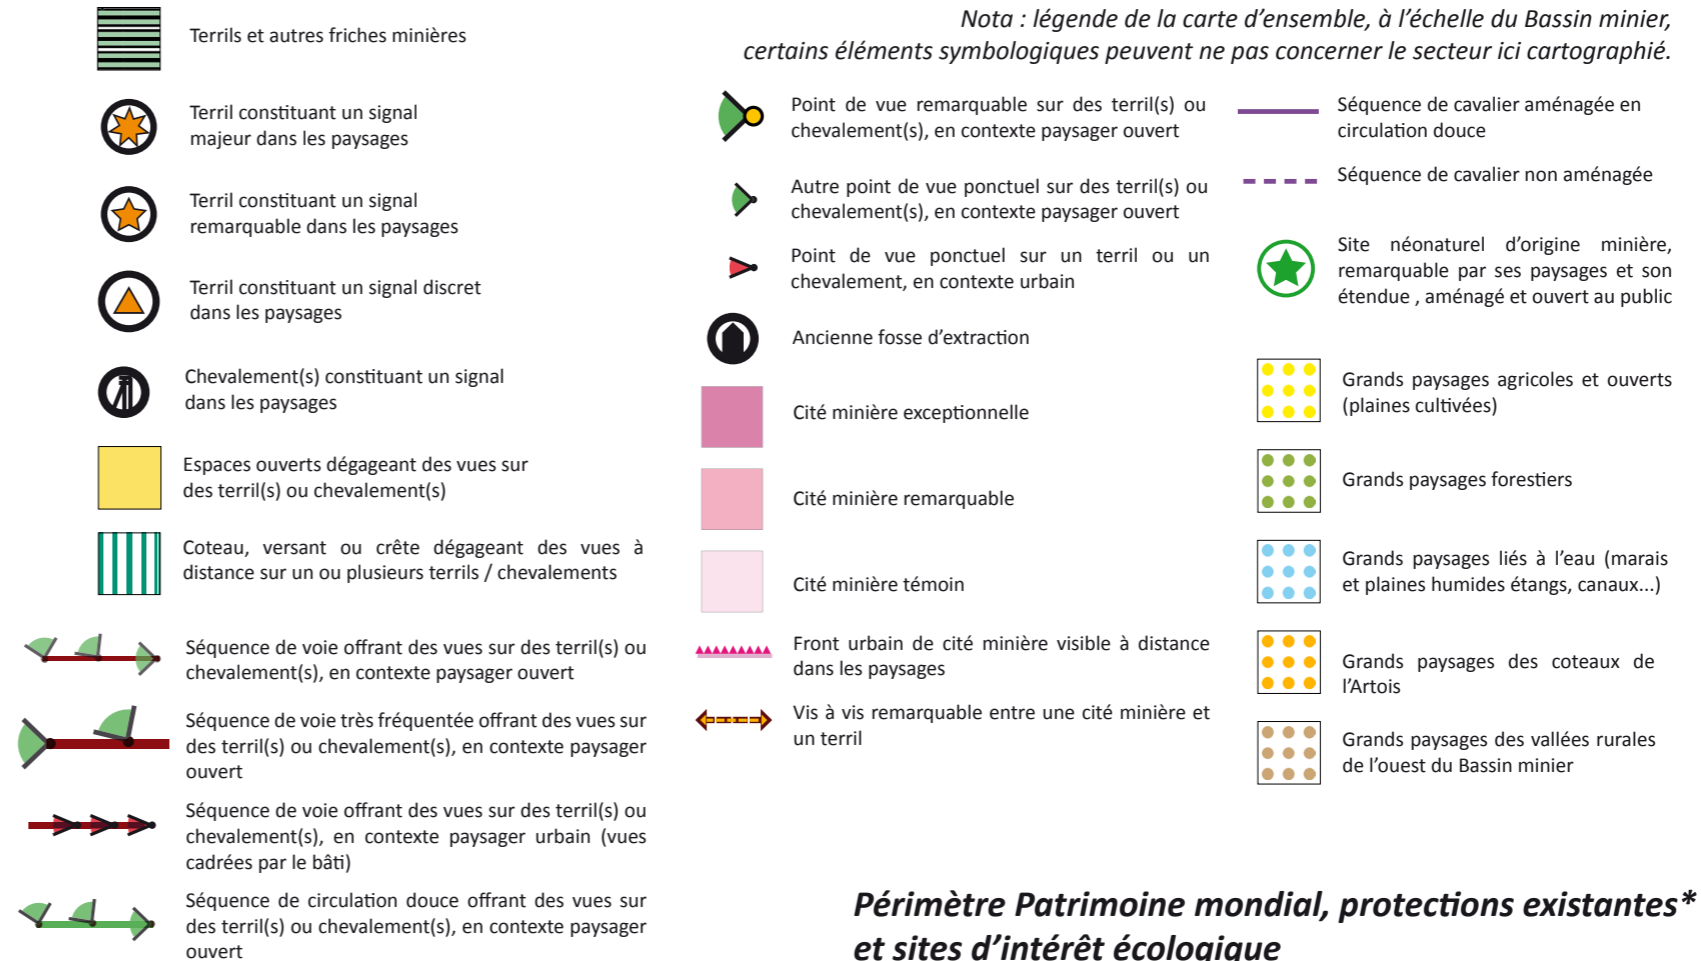 Nota : légende de la carte d’ensemble, à l’échelle du Bassin minier,
certains éléments symbologiques peuvent ne pas concerner le secteur ici cartographié.
Terrils et autres friches minières
Terril constituant un signal
majeur dans les paysages
Terril constituant un signal
remarquable dans les paysages
Terril constituant un signal discret
dans les paysages
Chevalement(s) constituant un signal
dans les paysages
Espaces ouverts dégageant des vues sur
des terril(s) ou chevalement(s)
Coteau, versant ou crête dégageant des vues à
distance sur un ou plusieurs terrils / chevalements
Séquence de voie offrant des vues sur des terril(s) ou
chevalement(s), en contexte paysager ouvert
Séquence de voie très fréquentée offrant des vues sur
des terril(s) ou chevalement(s), en contexte paysager
ouvert
Séquence de voie offrant des vues sur des terril(s) ou
chevalement(s), en contexte paysager urbain (vues
cadrées par le bâti)
Séquence de circulation douce offrant des vues sur
des terril(s) ou chevalement(s), en contexte paysager
ouvert
Point de vue remarquable sur des terril(s) ou
chevalement(s), en contexte paysager ouvert
Autre point de vue ponctuel sur des terril(s) ou
chevalement(s), en contexte paysager ouvert
Point de vue ponctuel sur un terril ou un
chevalement, en contexte urbain
Ancienne fosse d’extraction
Cité minière exceptionnelle
Cité minière remarquable
Cité minière témoin
Front urbain de cité minière visible à distance
dans les paysages
Vis à vis remarquable entre une cité minière et
un terril
Séquence de cavalier aménagée en
circulation douce
Séquence de cavalier non aménagée
Site néonaturel d’origine minière,
remarquable par ses paysages et son
étendue , aménagé et ouvert au public
Grands paysages agricoles et ouverts
(plaines cultivées)
Grands paysages forestiers
Grands paysages liés à l’eau (marais
et plaines humides étangs, canaux...)
Grands paysages des coteaux de
l’Artois
Grands paysages des vallées rurales
de l’ouest du Bassin minier
Périmètre Patrimoine mondial, protections existantes*
et sites d’intérêt écologique